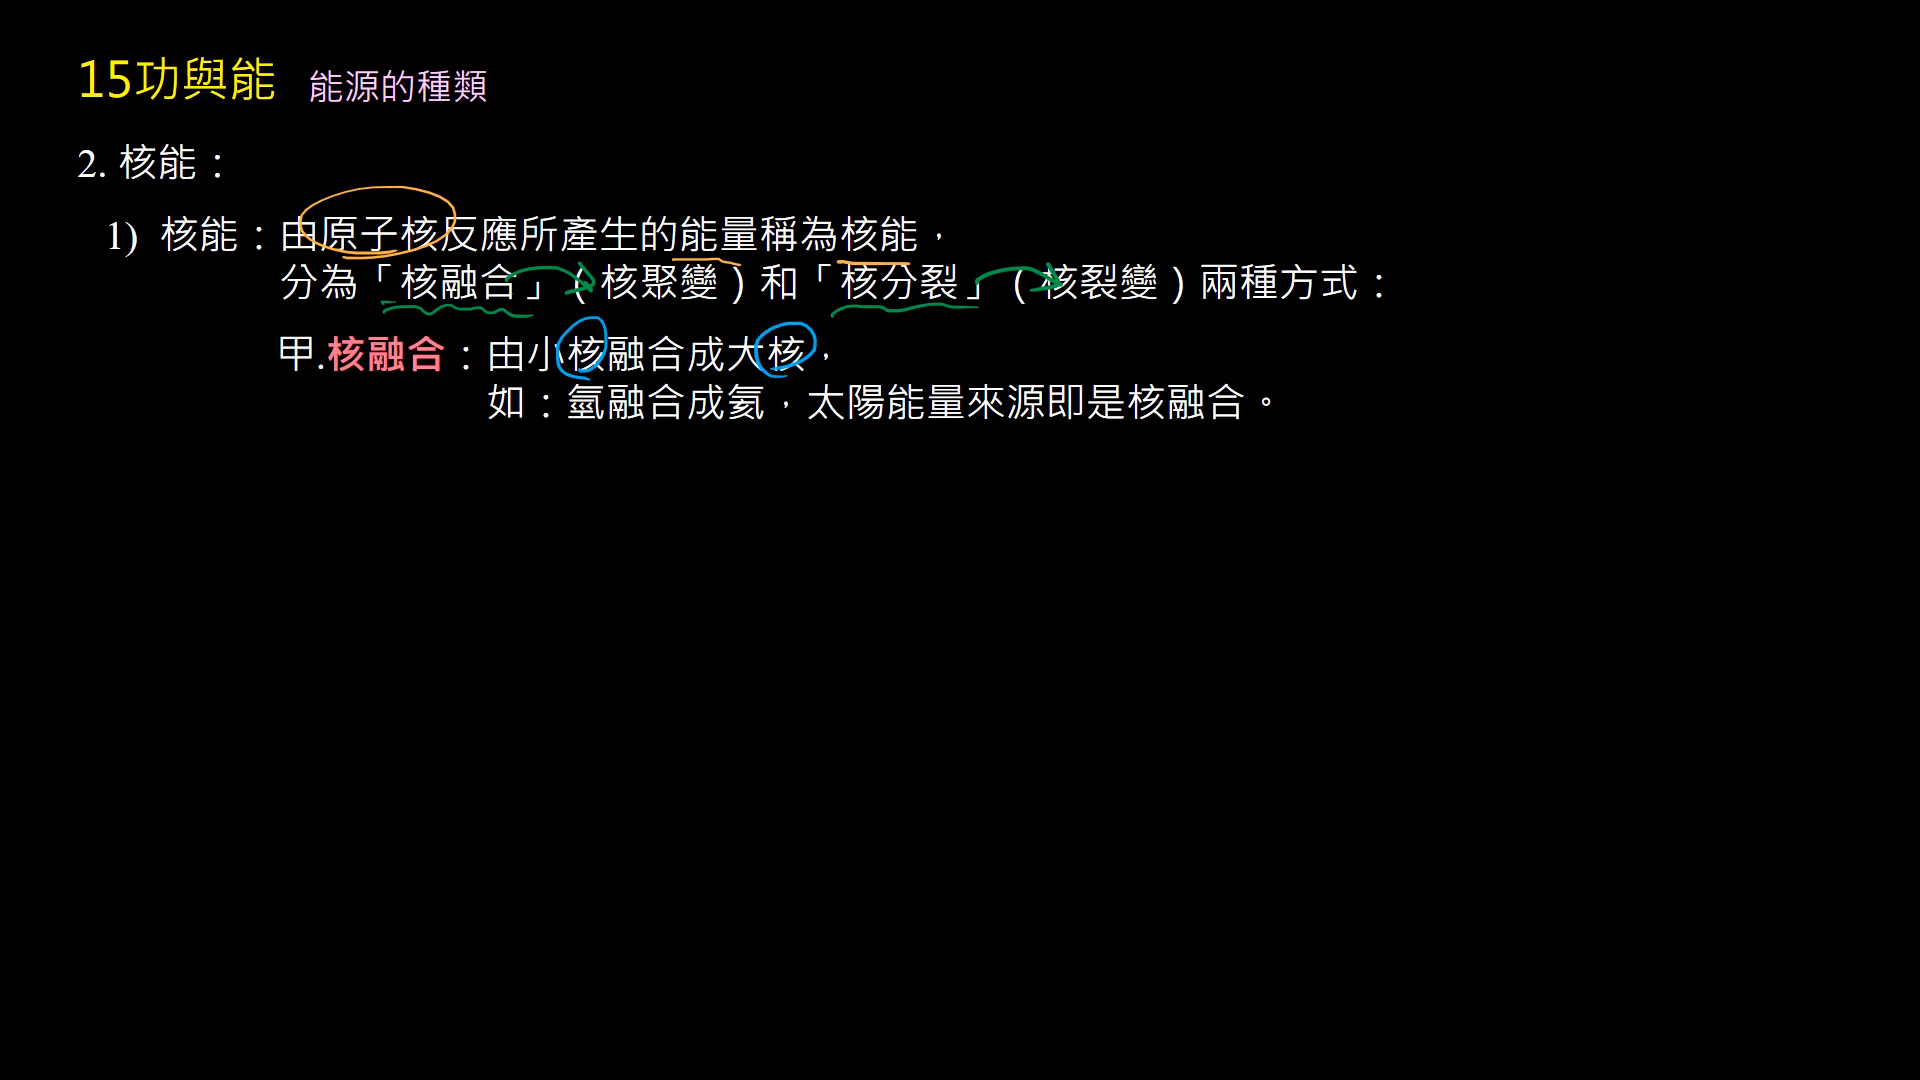 15功與能 能源的種類
2. 核能：
1) 核能：由原子核反應所產生的能量稱為核能，
分為「核融合」(核聚變)和「核分裂」(核裂變)兩種方式：
甲.核融合：由小核融合成大核，
如：氫融合成氦，太陽能量來源即是核融合。